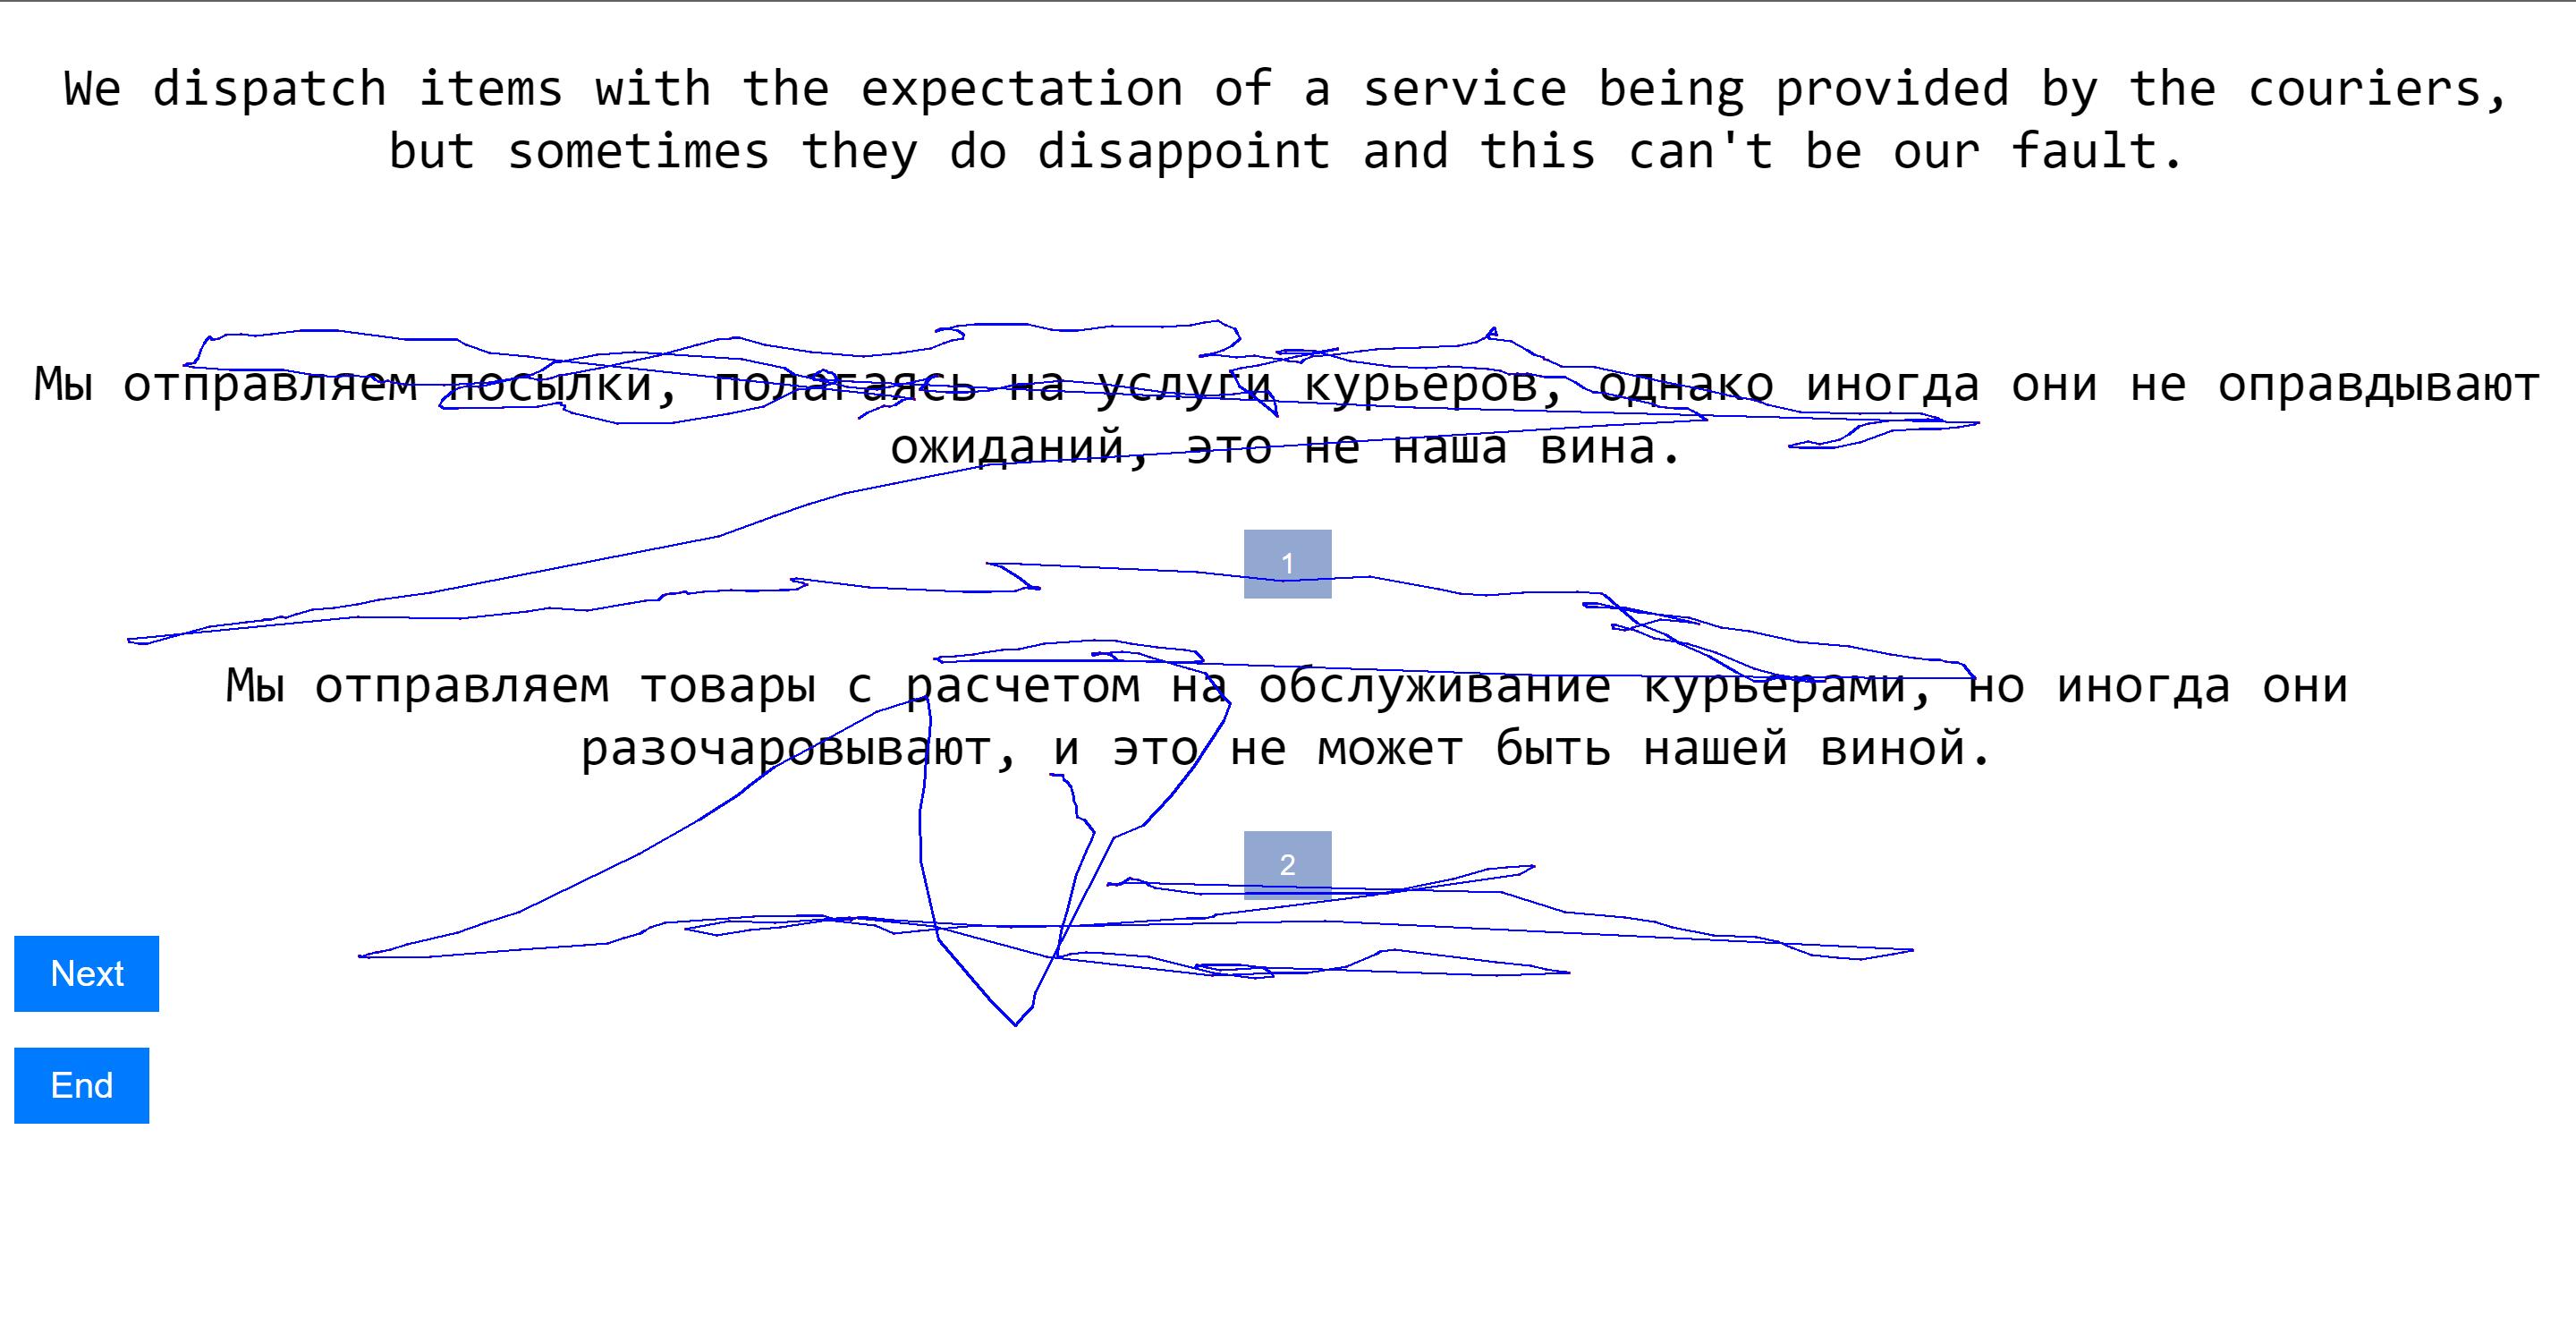 We dispatch items with the expectation of a service being provided by the couriers,
but sometimes they do disappoint and this can't be our fault.
Мы отправляем посылки, полагаясь на услуги курьеров, однако иногда они не оправдывают
ожиданий, это не наша вина.
1
Мы отправляем товары с расчетом на обслуживание курьерами, но иногда они
разочаровывают, и это не может быть нашей виной.
2
Next
End